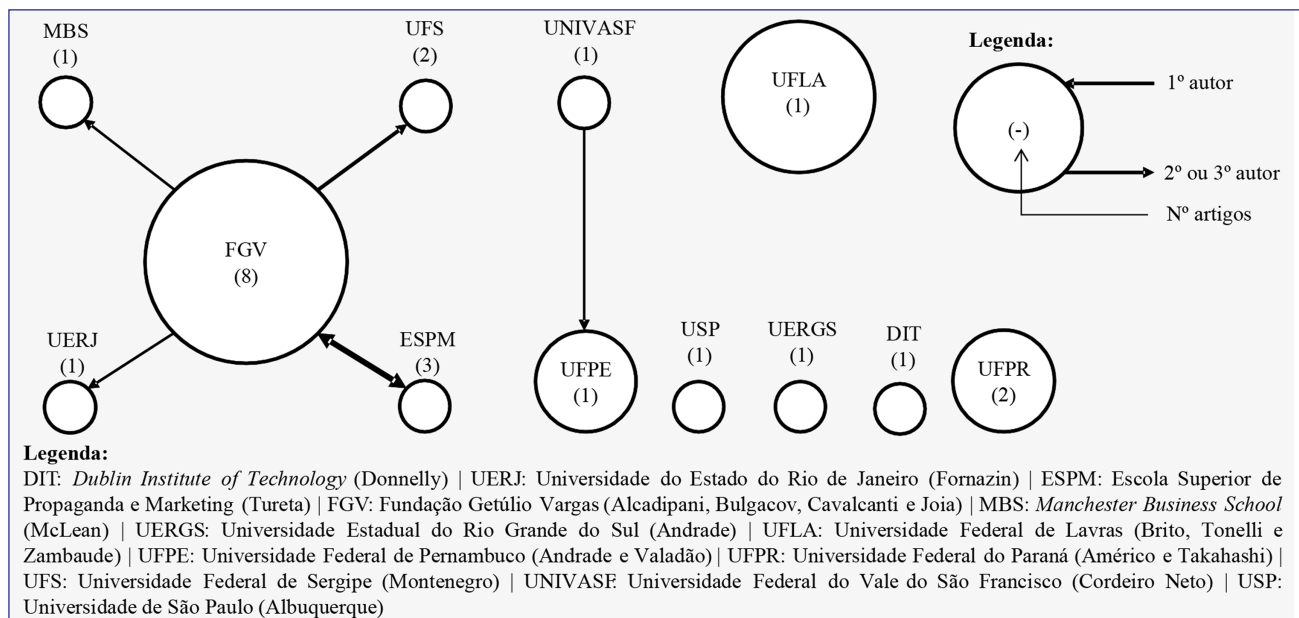 MBS
(1)
UFS
(2)
UNIVASF
(1)
UFLA
(1)
Legenda:
(-)
1º autor
2º ou 3º autor
Nº artigos
FGV
(8)
UERJ
(1)
ESPM
(3)
UFPE
(1)
USP
(1)
UERGS
(1)
DIT
(1)
UFPR
(2)
Legenda:
DIT: Dublin Institute of Technology (Donnelly) | UERJ: Universidade do Estado do Rio de Janeiro (Fornazin) | ESPM: Escola Superior de
Propaganda e Marketing (Tureta) | FGV: Fundação Getúlio Vargas (Alcadipani, Bulgacov, Cavalcanti e Joia) | MBS: Manchester Business School
(McLean) | UERGS: Universidade Estadual do Rio Grande do Sul (Andrade) | UFLA: Universidade Federal de Lavras (Brito, Tonelli e
Zambaude) | UFPE: Universidade Federal de Pernambuco (Andrade e Valadão) | UFPR: Universidade Federal do Paraná (Américo e Takahashi) |
UFS: Universidade Federal de Sergipe (Montenegro) | UNIVASF: Universidade Federal do Vale do São Francisco (Cordeiro Neto) | USP:
Universidade de São Paulo (Albuquerque)